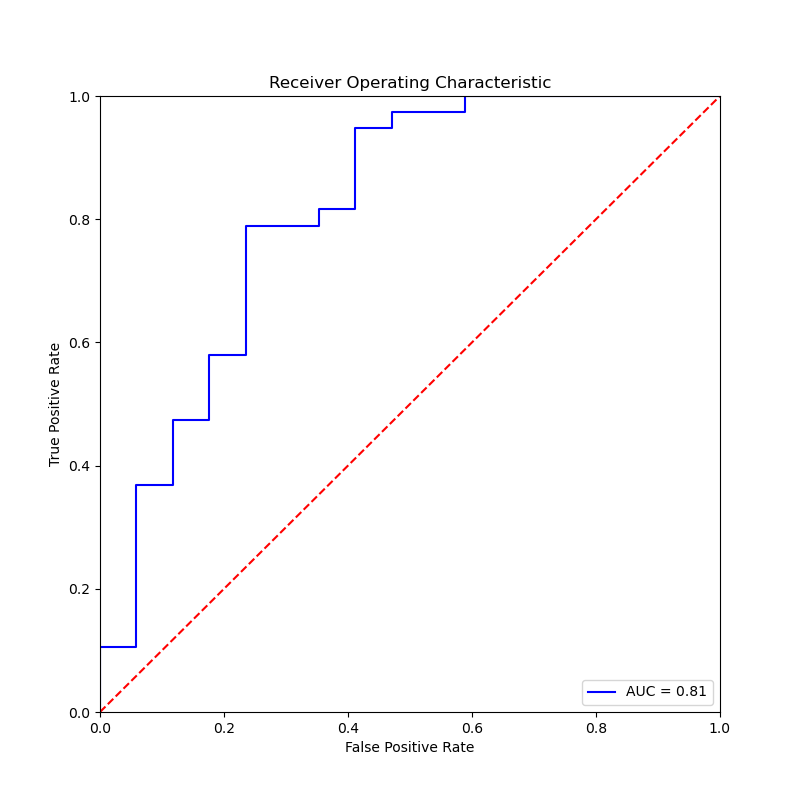 Receiver Operating Characteristic
1.0
0.8
0.6
0.4
0.2
0.0
True Positive Rate
AUC = 0.81
0.0 0.2 0.4 0.6 0.8 1.0
False Positive Rate